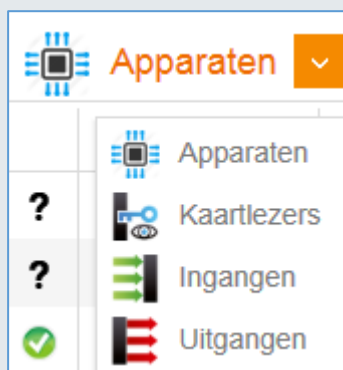 Apparaten
Apparaten
? Kaartlezers
? Ingangen
Uitgangen